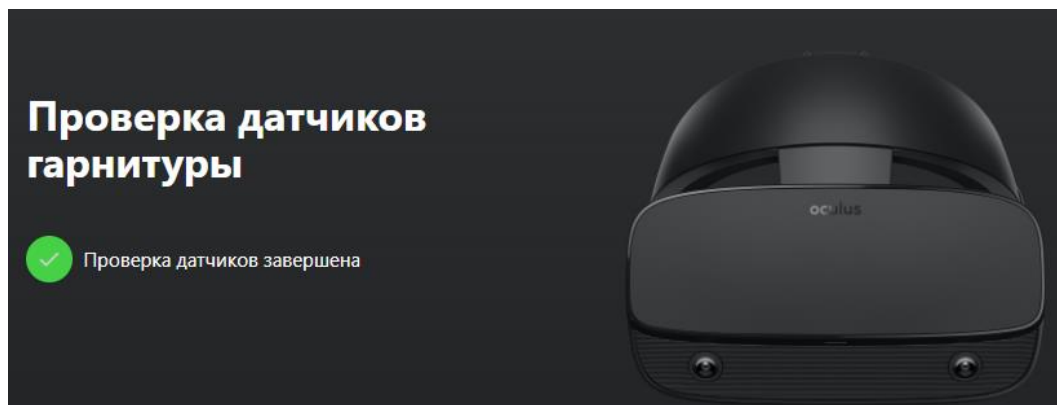 Проверка датчиков
гарнитуры
oculus
Проверка датчиков завершена